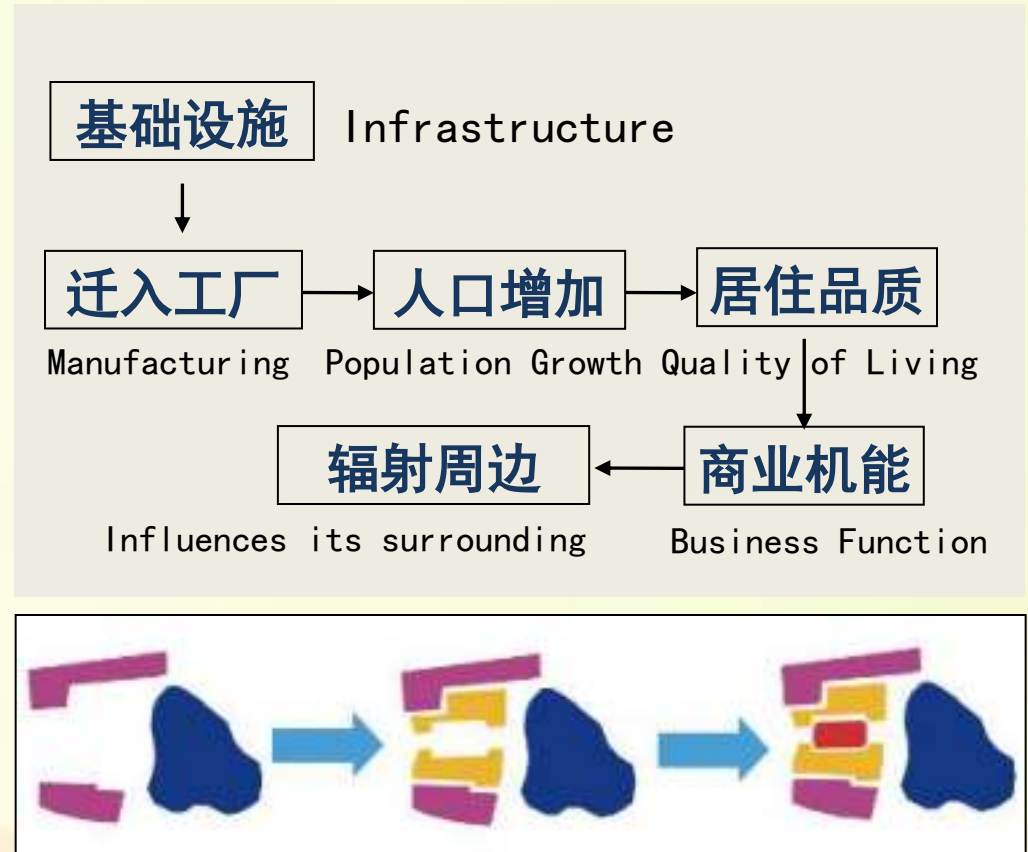 基础设施 Infrastructure
迁入工厂 人口增加 居住品质
Manufacturing Population Growth Quality of Living
辐射周边 商业机能
Influences its surrounding Business Function